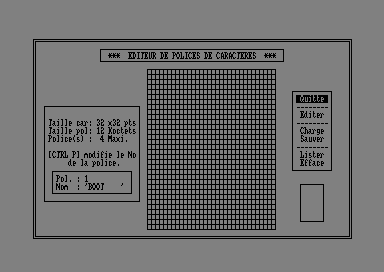 *** EDITEUR DE POLICES DE CARACTERES ***
Taille car: 32 x32 pts
Taille pol: 12 Koctets
Police(s) :  4 Maxi.
[CTRL P] modifie le No
de la police.
Pol. : 1
Nom  : 'BOOT    '
Quitte
Editer
Charge
Sauver
Lister
Efface